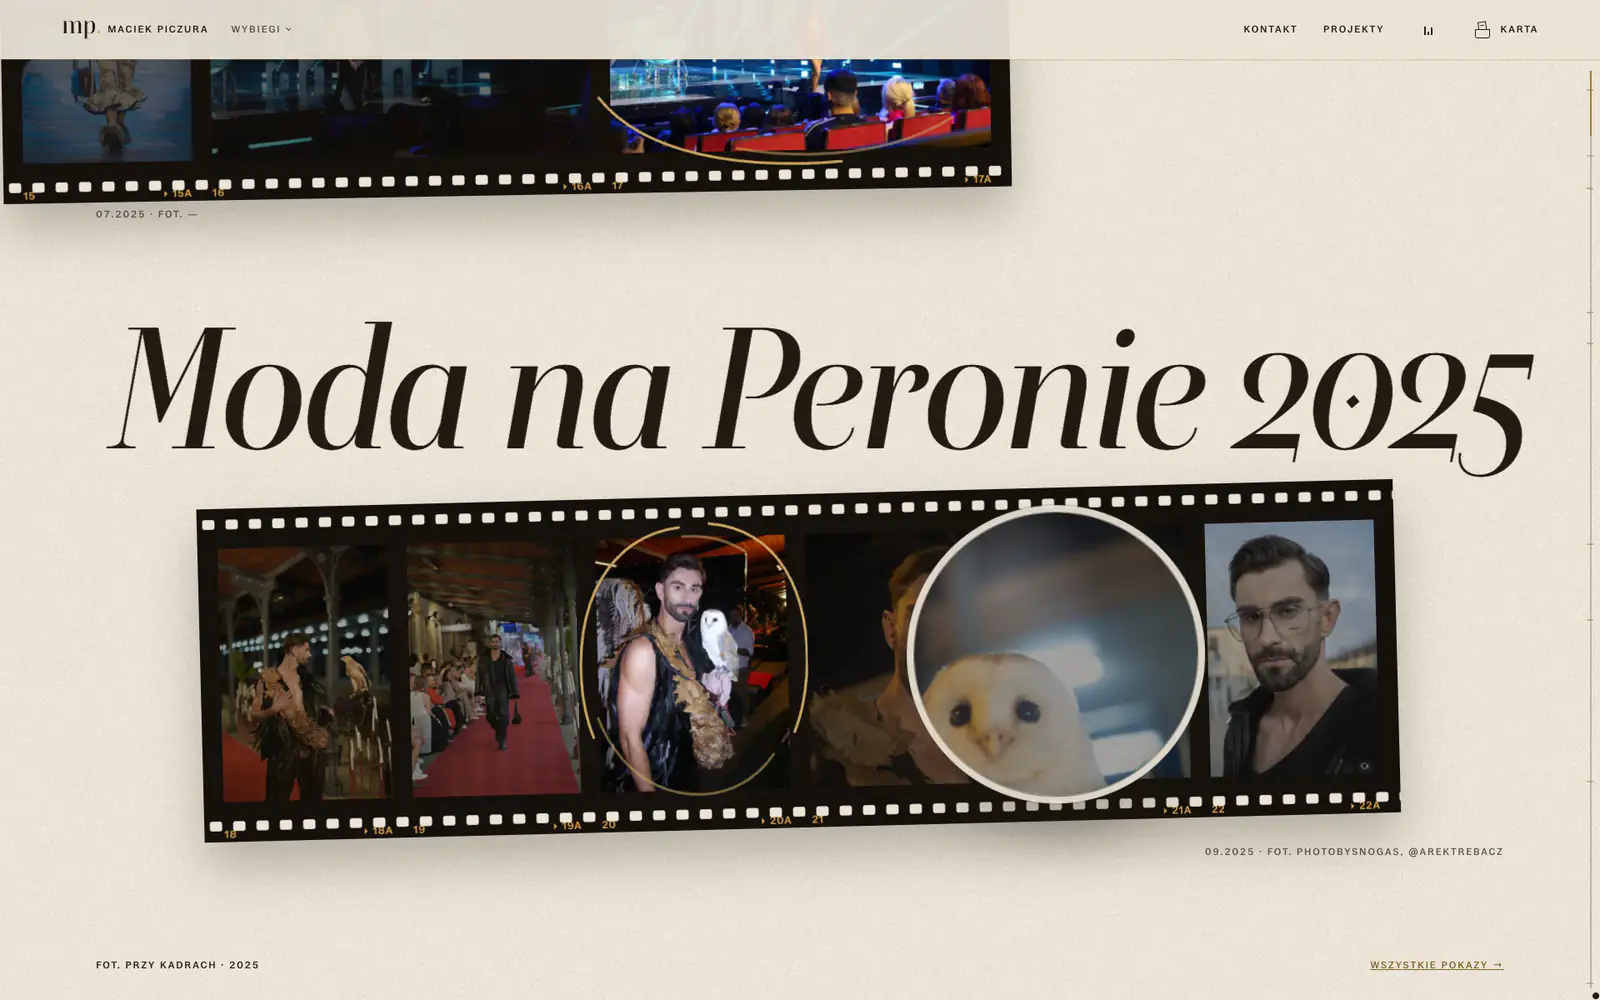 mp. MACIEK PICZURA WYBIEGI KONTAKT PROJEKTY KARTA
15 15A 16 16A 17 17A
07.2025 · FOT. —
Moda na Peronie 2025
18 18A 19 19A 20 20A 21 21A 22 22A
09.2025 · FOT. PHOTOBYSNOGAS, @AREKTREBACZ
FOT. PRZY KADRACH · 2025 WSZYSTKIE POKAZY →